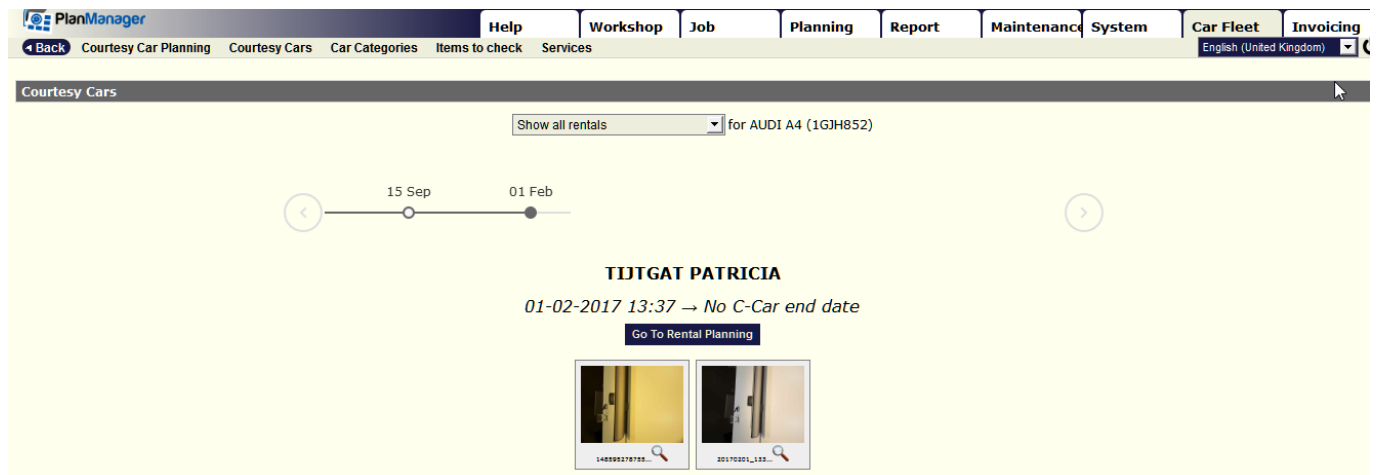 PlanManager
Help Workshop Job Planning Report Maintenance System Car Fleet Invoicing
Back Courtesy Car Planning Courtesy Cars Car Categories Items to check Services English (United Kingdom)
Courtesy Cars
Show all rentals for AUDI A4 (1GJH852)
15 Sep 01 Feb
TIJTGAT PATRICIA
01-02-2017 13:37 → No C-Car end date
Go To Rental Planning
20170201_133...